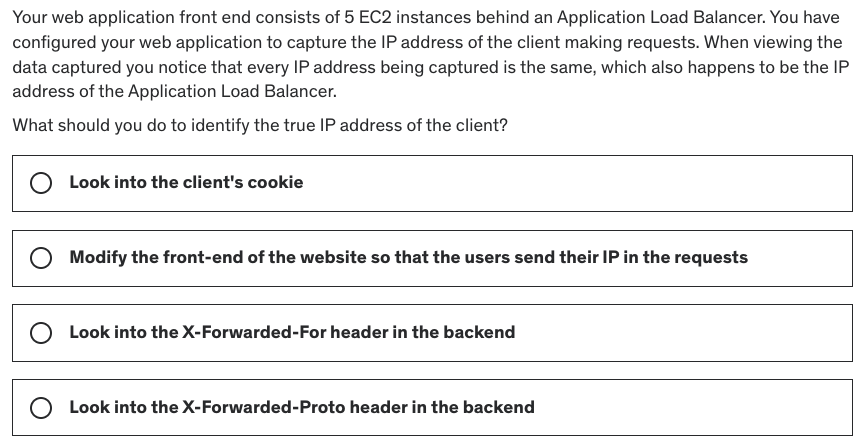 Your web application front end consists of 5 EC2 instances behind an Application Load Balancer. You have
configured your web application to capture the IP address of the client making requests. When viewing the
data captured you notice that every IP address being captured is the same, which also happens to be the IP
address of the Application Load Balancer.
What should you do to identify the true IP address of the client?
Look into the client's cookie
Modify the front-end of the website so that the users send their IP in the requests
Look into the X-Forwarded-For header in the backend
Look into the X-Forwarded-Proto header in the backend